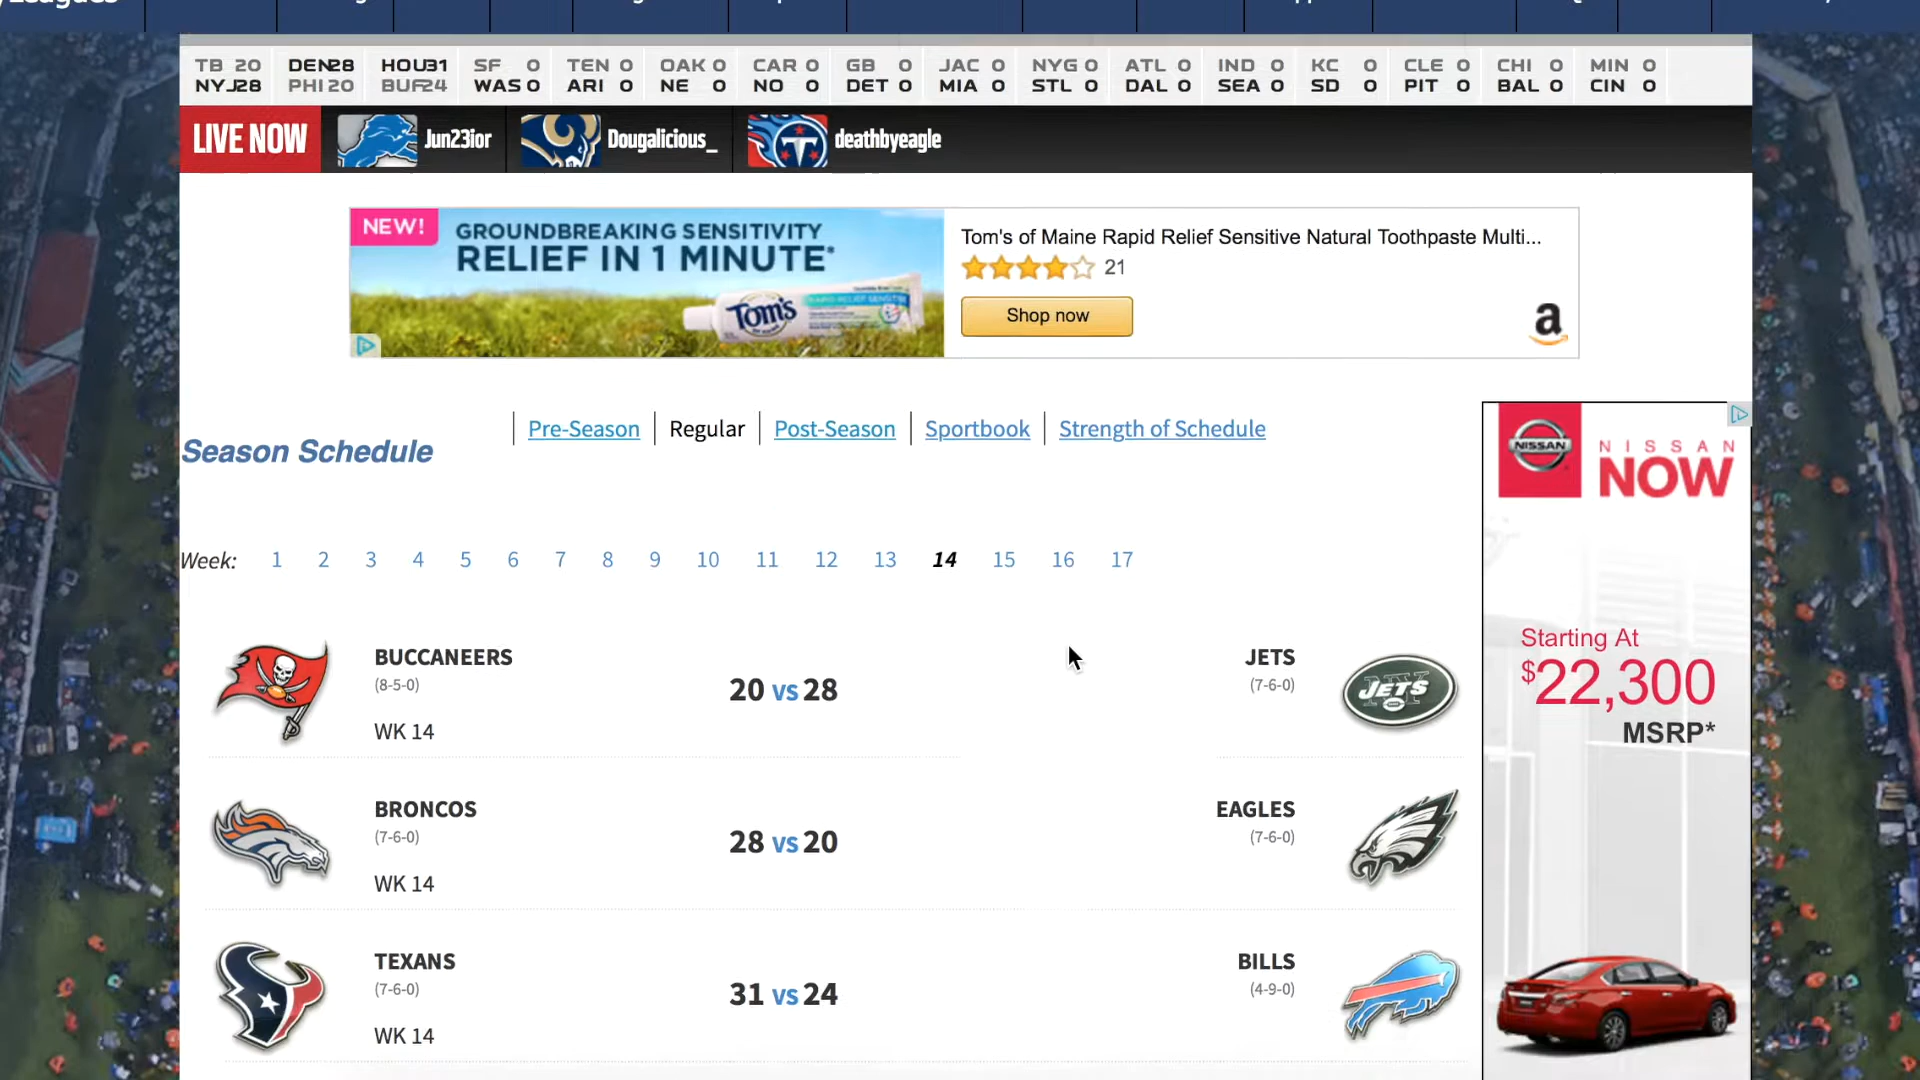 TB 20 DEN28 HOU31 SF 0 TEN 0 OAK 0 CAR 0 GB 0 JAC 0 NYG 0 ATL 0 IND 0 KC 0 CLE 0 CHI 0 MIN 0
NYJ28 PHI 20 BUF24 WAS 0 ARI 0 NE 0 NO 0 DET 0 MIA 0 STL 0 DAL 0 SEA 0 SD 0 PIT 0 BAL 0 CIN 0
LIVE NOW Jun23ior Dougalicious_ deathbyeagle
NEW! GROUNDBREAKING SENSITIVITY
RELIEF IN 1 MINUTE*
Tom's
Tom's of Maine Rapid Relief Sensitive Natural Toothpaste Multi...
21
Shop now
a
Pre-Season Regular Post-Season Sportbook Strength of Schedule
Season Schedule
NISSAN
NISSAN
NOW
Week: 1 2 3 4 5 6 7 8 9 10 11 12 13 14 15 16 17
BUCCANEERS
(8-5-0)
WK 14
20 vs 28
JETS
(7-6-0)
JETS
Starting At
$22,300
MSRP*
BRONCOS
(7-6-0)
WK 14
28 vs 20
EAGLES
(7-6-0)
TEXANS
(7-6-0)
WK 14
31 vs 24
BILLS
(4-9-0)